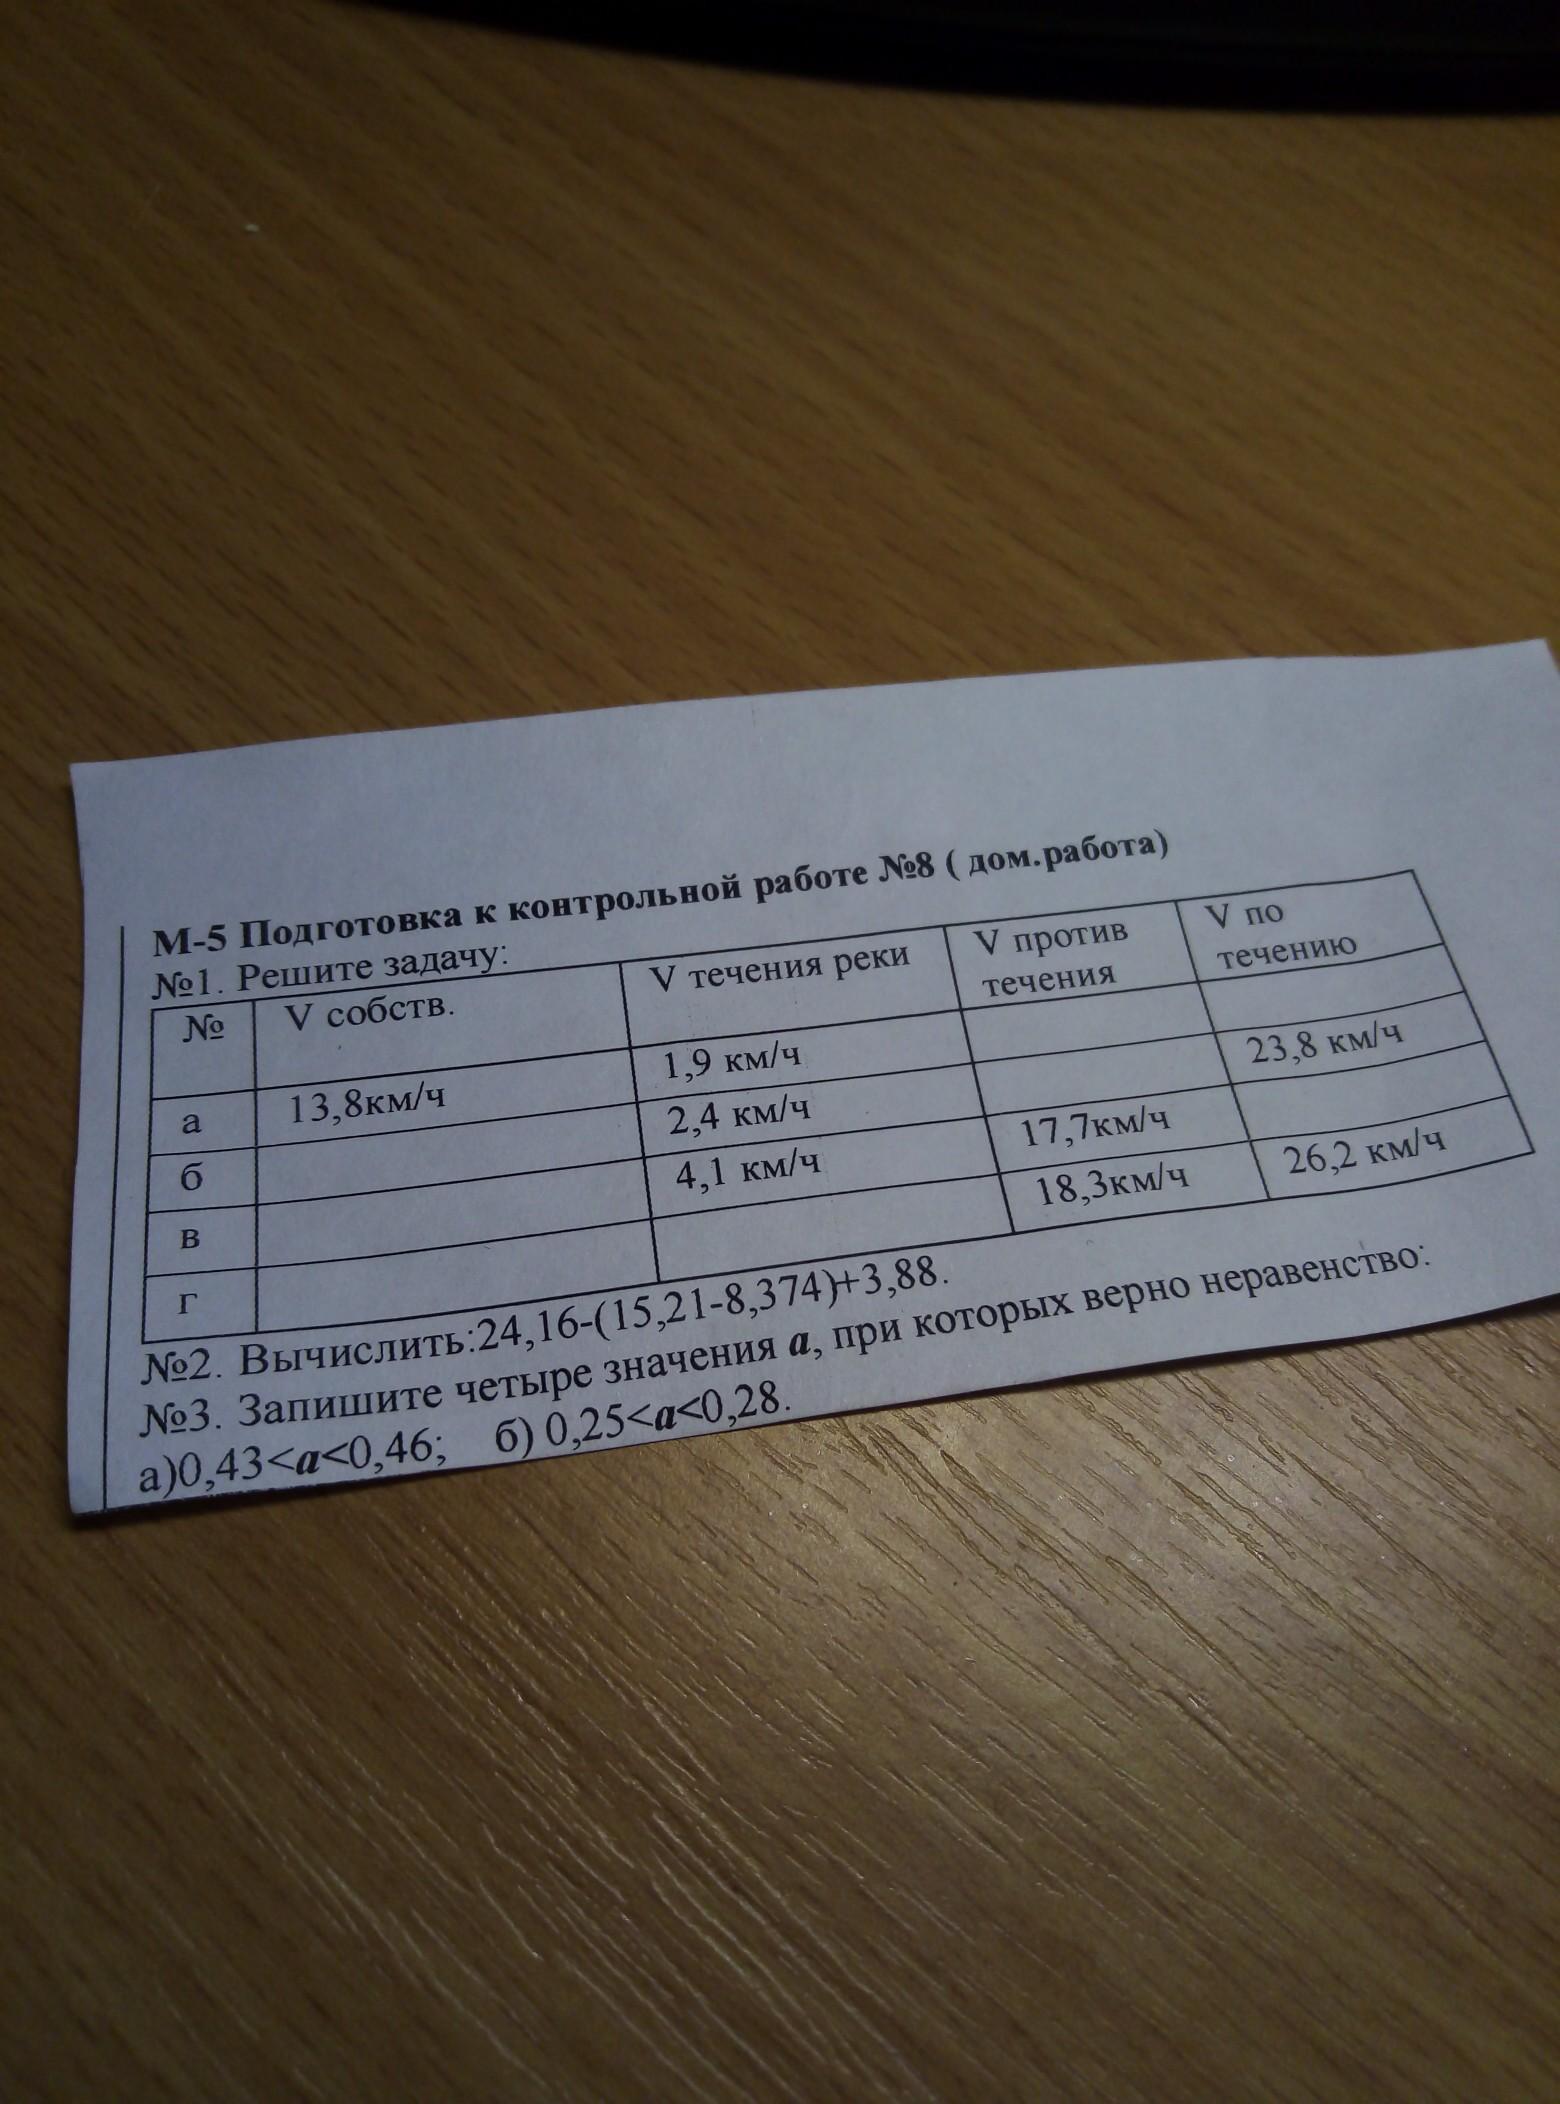 М-5 Подготовка к контрольной работе №8 ( дом.работа)
№1. Решите задачу:
№ V собств. V течения реки V против течения V по течению
а 13,8км/ч 1,9 км/ч
б 2,4 км/ч 23,8 км/ч
в 4,1 км/ч 17,7км/ч
г 18,3км/ч 26,2 км/ч
№2. Вычислить:24,16-(15,21-8,374)+3,88.
№3. Запишите четыре значения a, при которых верно неравенство:
а)0,43<a<0,46; б) 0,25<a<0,28.